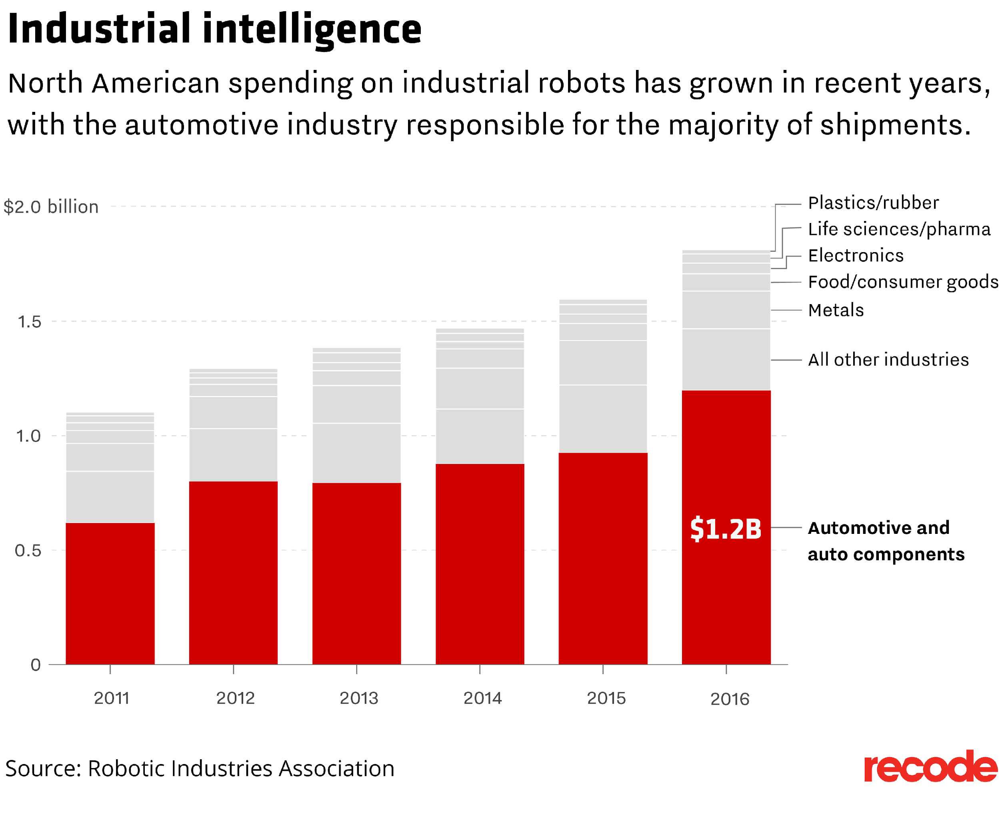 Industrial intelligence
North American spending on industrial robots has grown in recent years,
with the automotive industry responsible for the majority of shipments.
$2.0 billion
1.5
1.0
0.5
0
Plastics/rubber
Life sciences/pharma
Electronics
Food/consumer goods
Metals
All other industries
$1.2B
Automotive and
auto components
2011
2012
2013
2014
2015
2016
Source: Robotic Industries Association
recode